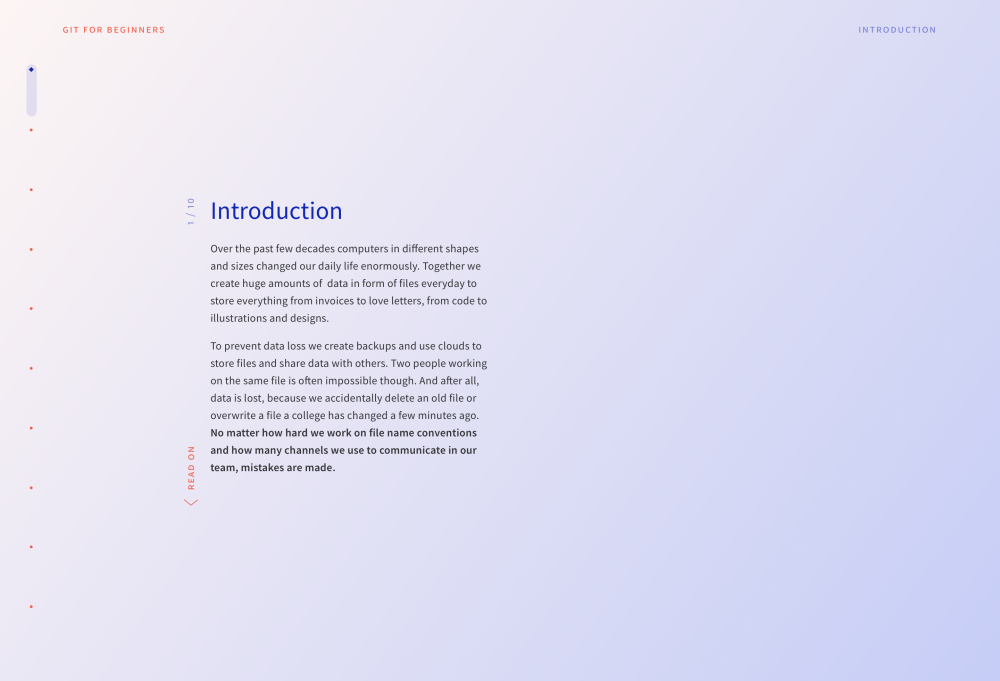 GIT FOR BEGINNERS
INTRODUCTION
1 / 10
Introduction
Over the past few decades computers in different shapes
and sizes changed our daily life enormously. Together we
create huge amounts of  data in form of files everyday to
store everything from invoices to love letters, from code to
illustrations and designs.
To prevent data loss we create backups and use clouds to
store files and share data with others. Two people working
on the same file is often impossible though. And after all,
data is lost, because we accidentally delete an old file or
overwrite a file a college has changed a few minutes ago.
No matter how hard we work on file name conventions
and how many channels we use to communicate in our
team, mistakes are made.
READ ON